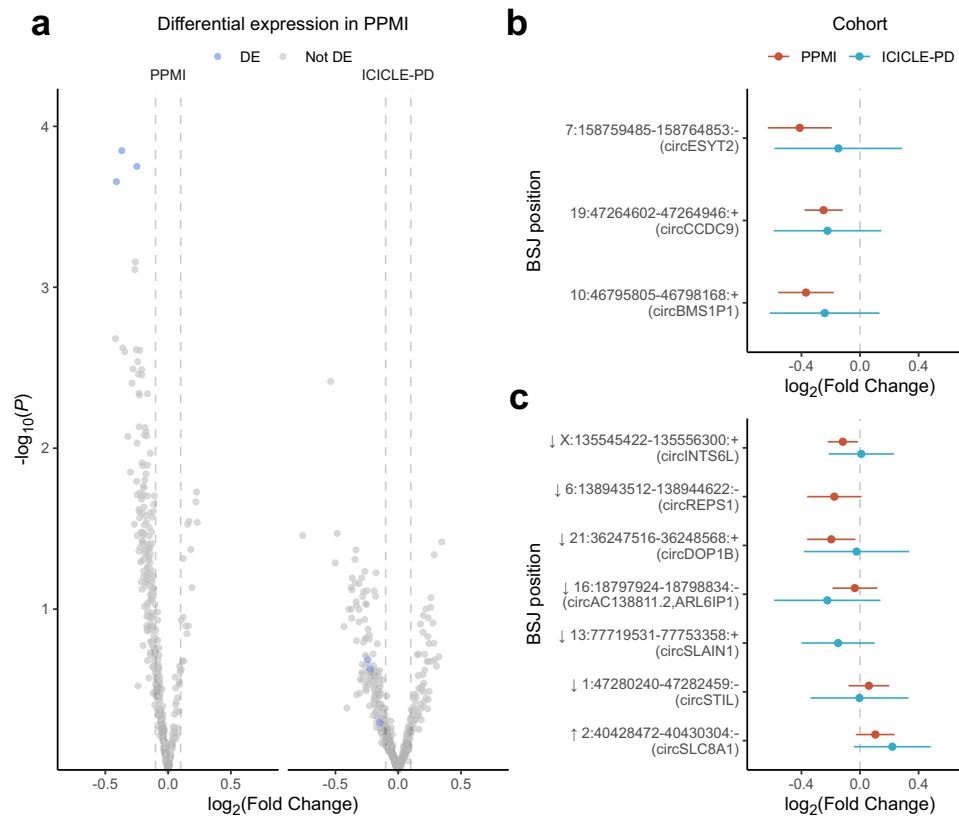 a
Differential expression in PPMI
DE
Not DE
PPMI
ICICLE-PD
4
3
2
1
-log10(P)
-0.5
0.0
0.5
-0.5
0.0
0.5
log2(Fold Change)
b
Cohort
PPMI
ICICLE-PD
7:158759485-158764853:-
(circESYT2)
19:47264602-47264946:+
(circCCDC9)
10:46795805-46798168:+
(circBMS1P1)
BSJ position
-0.4
0.0
0.4
log2(Fold Change)
c
↓ X:135545422-135556300:+
(circINTS6L)
↓ 6:138943512-138944622:-
(circREPS1)
↓ 21:36247516-36248568:+
(circDOP1B)
↓ 16:18797924-18798834:-
(circAC138811.2,ARL6IP1)
↓ 13:77719531-77753358:+
(circSLAIN1)
↓ 1:47280240-47282459:-
(circSTIL)
↑ 2:40428472-40430304:-
(circSLC8A1)
BSJ position
-0.4
0.0
0.4
log2(Fold Change)